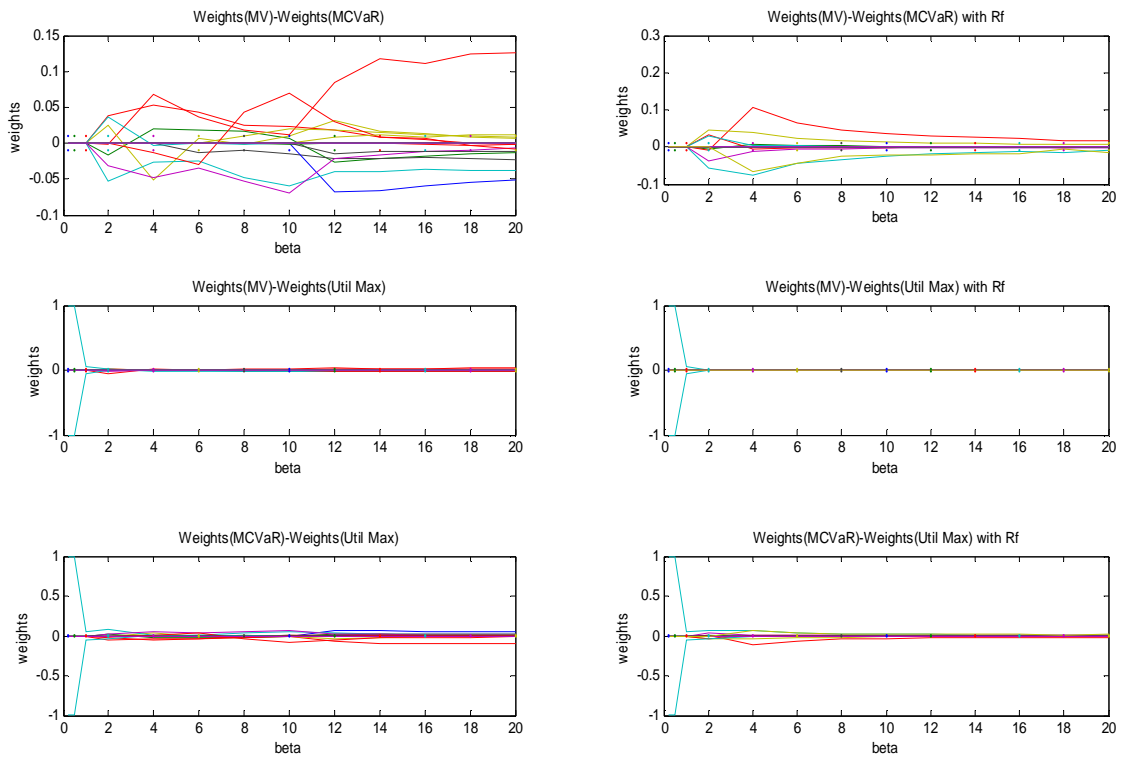 Weights(MV)-Weights(MCVaR)
0.15
0.1
0.05
0
-0.05
-0.1
weights
0 2 4 6 8 10 12 14 16 18 20
beta
Weights(MV)-Weights(MCVaR) with Rf
0.3
0.2
0.1
0
0.1
weights
0 2 4 6 8 10 12 14 16 18 20
beta
Weights(MV)-Weights(Util Max)
1
0
-1
weights
0 2 4 6 8 10 12 14 16 18 20
beta
Weights(MV)-Weights(Util Max) with Rf
1
0
-1
weights
0 2 4 6 8 10 12 14 16 18 20
beta
Weights(MCVaR)-Weights(Util Max)
1
0.5
0
-0.5
-1
weights
0 2 4 6 8 10 12 14 16 18 20
beta
Weights(MCVaR)-Weights(Util Max) with Rf
1
0.5
0
-0.5
-1
weights
0 2 4 6 8 10 12 14 16 18 20
beta